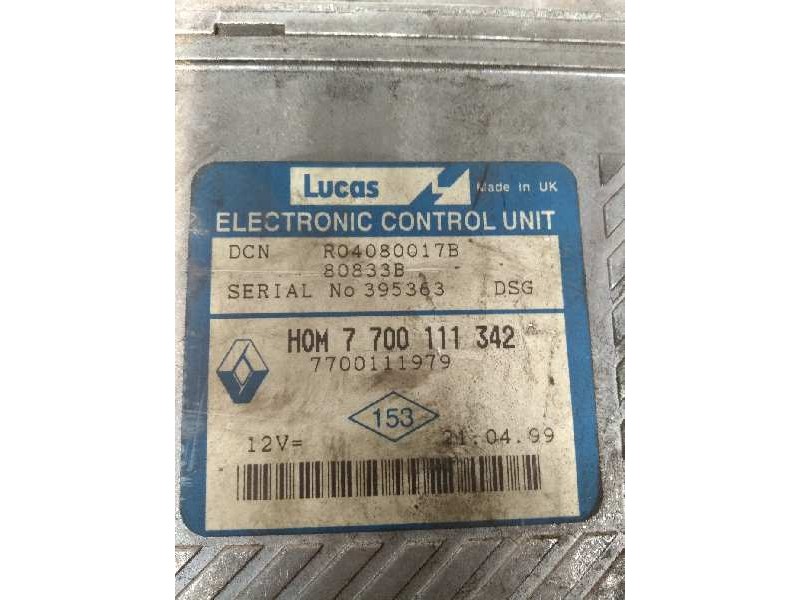 Lucas Made in UK
ELECTRONIC CONTROL UNIT
DCN R04080017B
80833B
SERIAL No 395363 DSG
HOM 7 700 111 342
7700111979
153
12V= 21.04.99